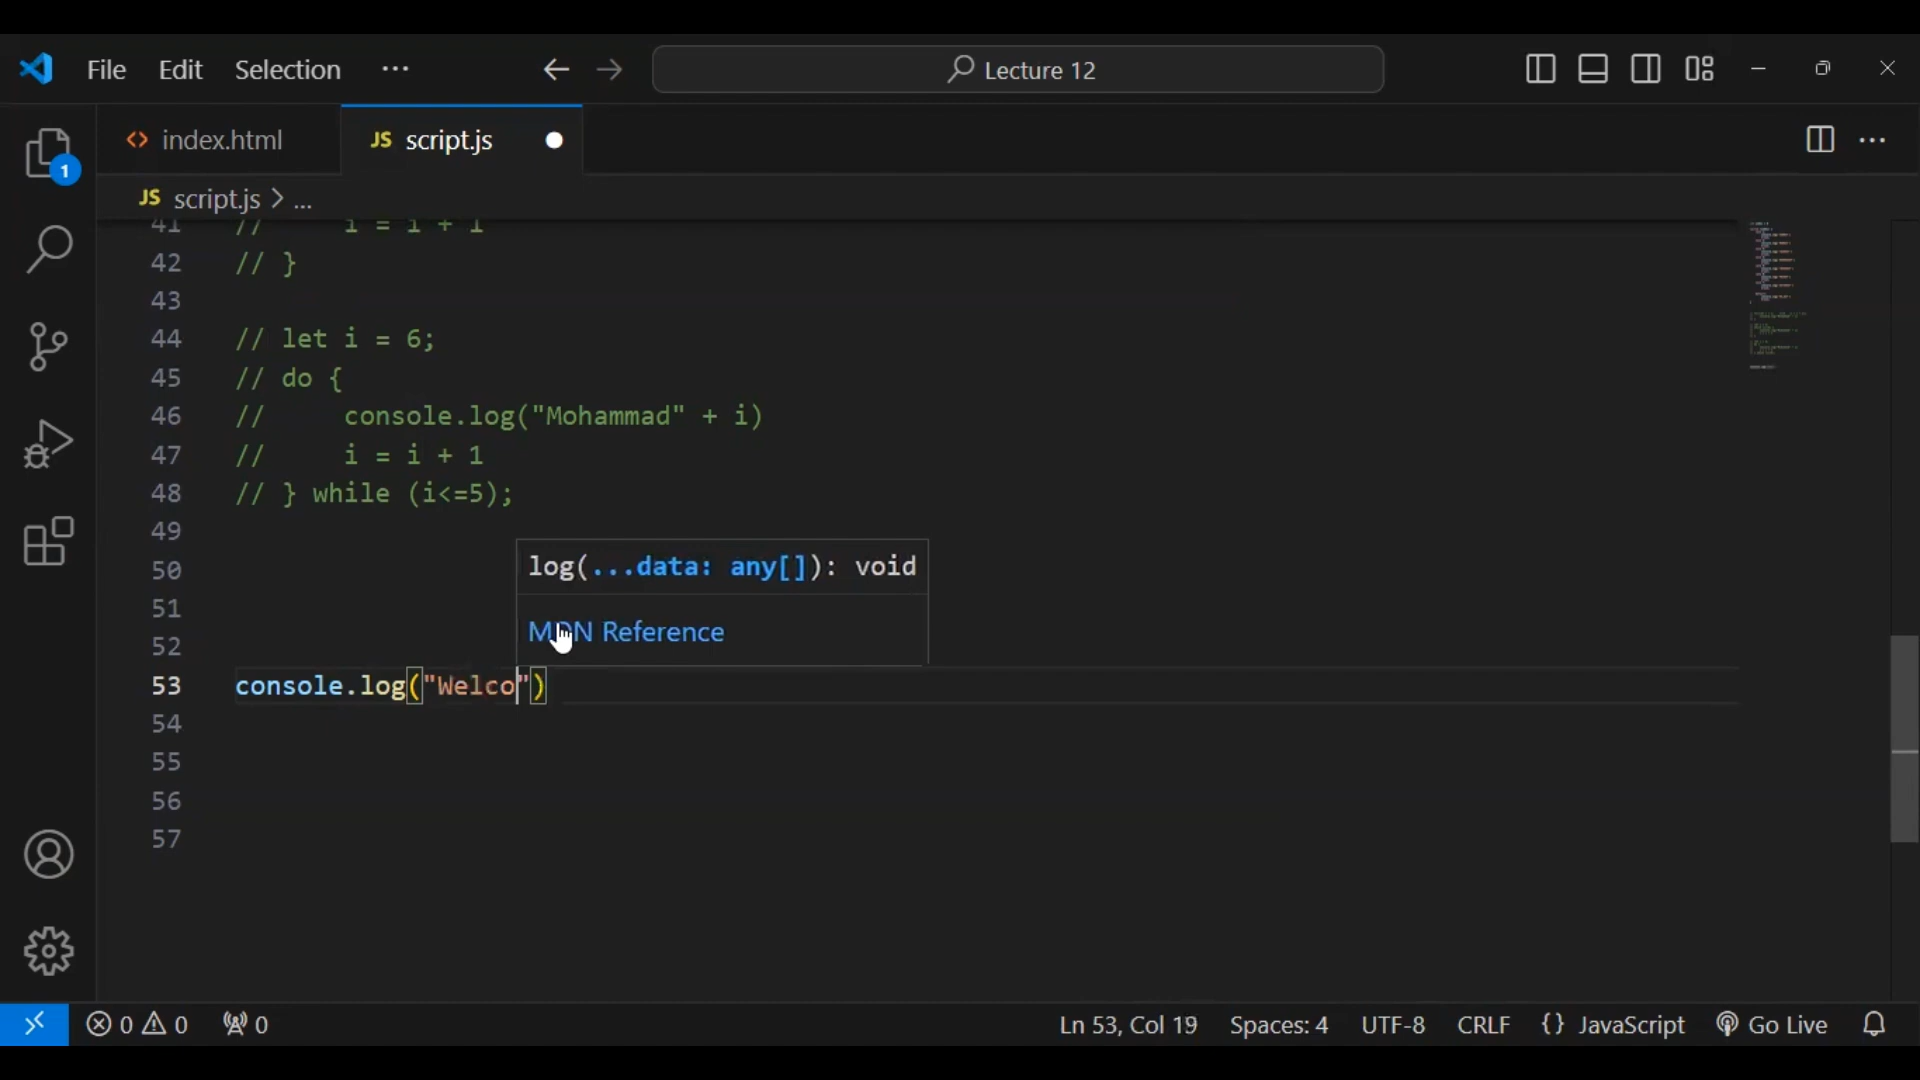 File Edit Selection ...
Lecture 12
index.html
JS script.js
JS script.js > ...
41 // i = i + 1
42 // }
43
44 // let i = 6;
45 // do {
46 // console.log("Mohammad" + i)
47 // i = i + 1
48 // } while (i<=5);
49
50
51
52
53 console.log("Welco")
54
55
56
57
log(...data: any[]): void
MDN Reference
1
0 0 0
Ln 53, Col 19 Spaces: 4 UTF-8 CRLF {} JavaScript Go Live